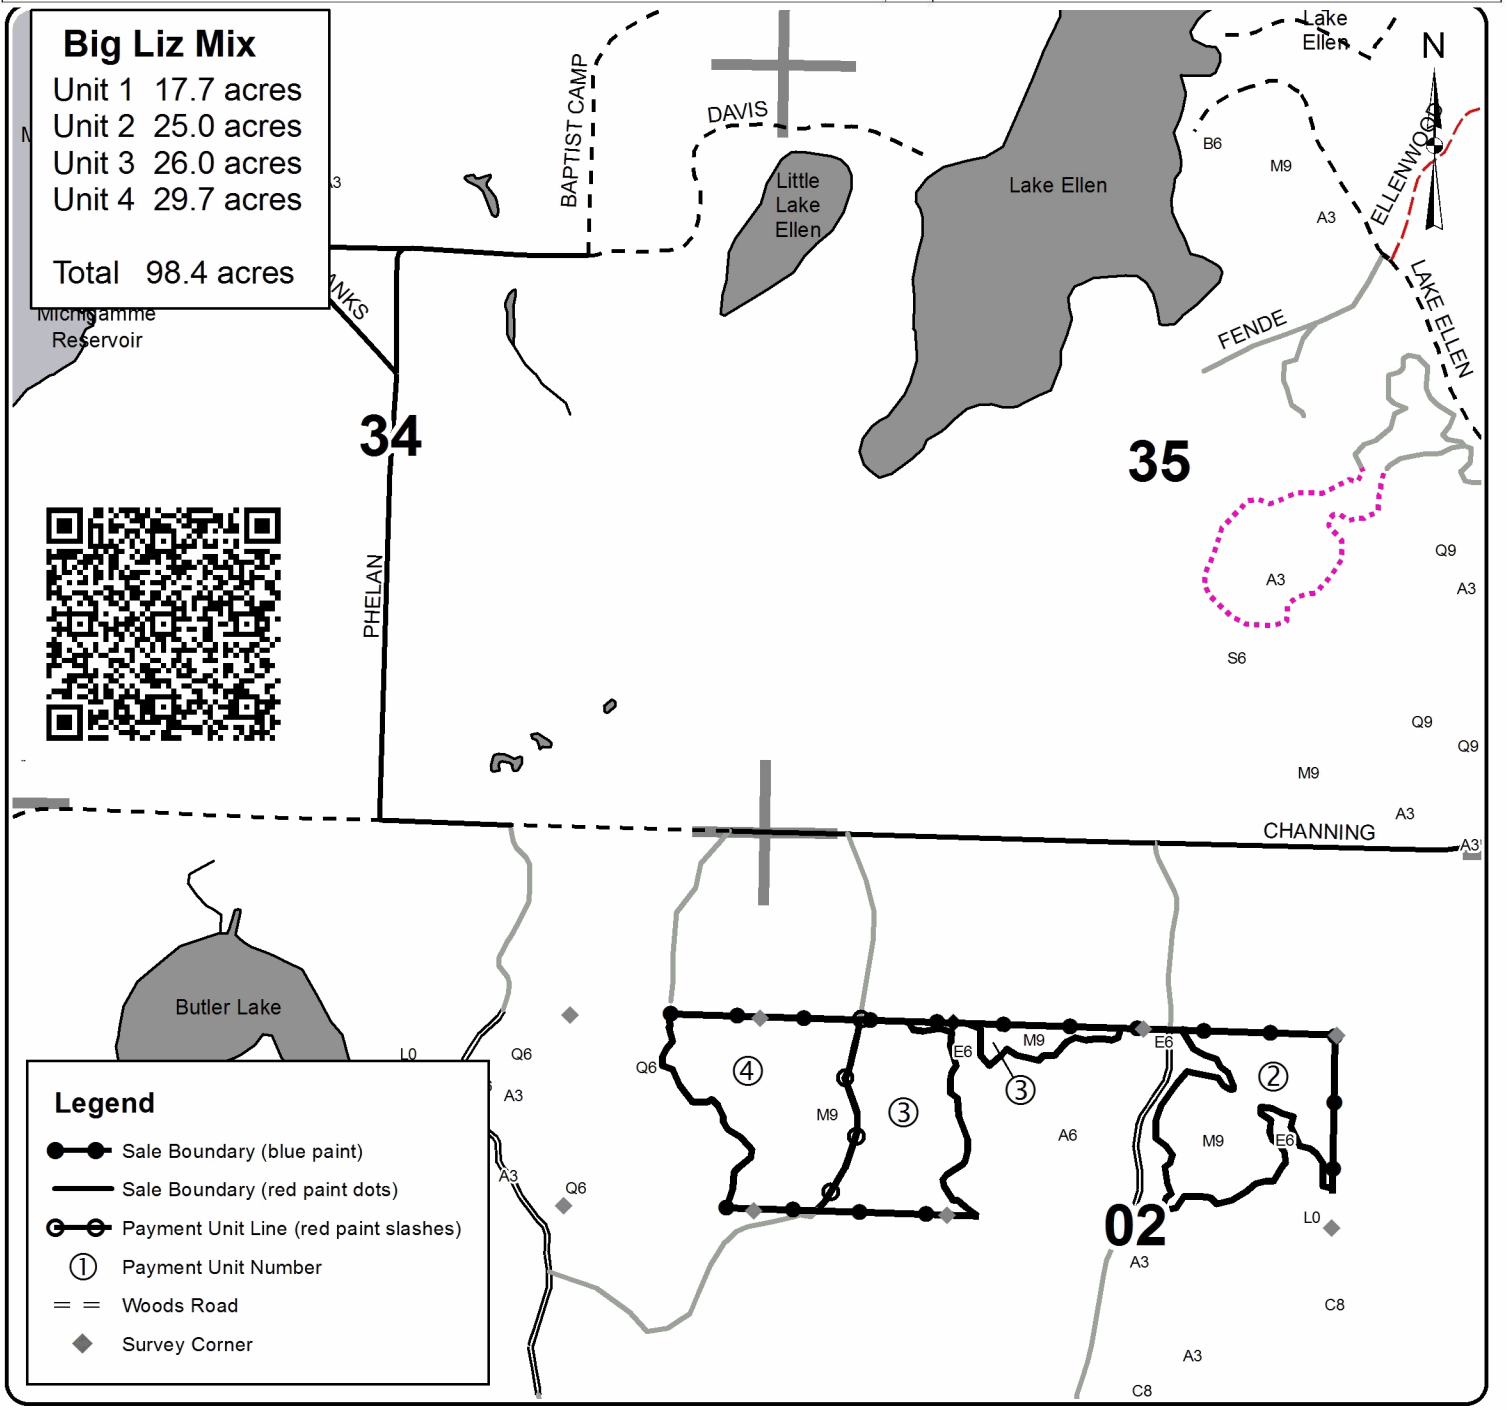 Big Liz Mix
Unit 1 17.7 acres
Unit 2 25.0 acres
Unit 3 26.0 acres
Unit 4 29.7 acres
Total 98.4 acres
Michigamme
Reservoir
ANKS
BAPTIST CAMP
DAVIS
Little
Lake
Ellen
Lake Ellen
Lake
Ellen
N
B6
M9
A3
ELLENWOOD
LAKE ELLEN
FENDE
34
35
PHELAN
A3
Q9
A3
S6
Q9
Q9
M9
A3
CHANNING
A3
Butler Lake
L0
Q6
A3
A3
Q6
Q6
4
M9
3
E6
M9
3
A6
E6
2
M9
E6
02
L0
A3
C8
A3
C8
Legend
Sale Boundary (blue paint)
Sale Boundary (red paint dots)
Payment Unit Line (red paint slashes)
1 Payment Unit Number
Woods Road
Survey Corner